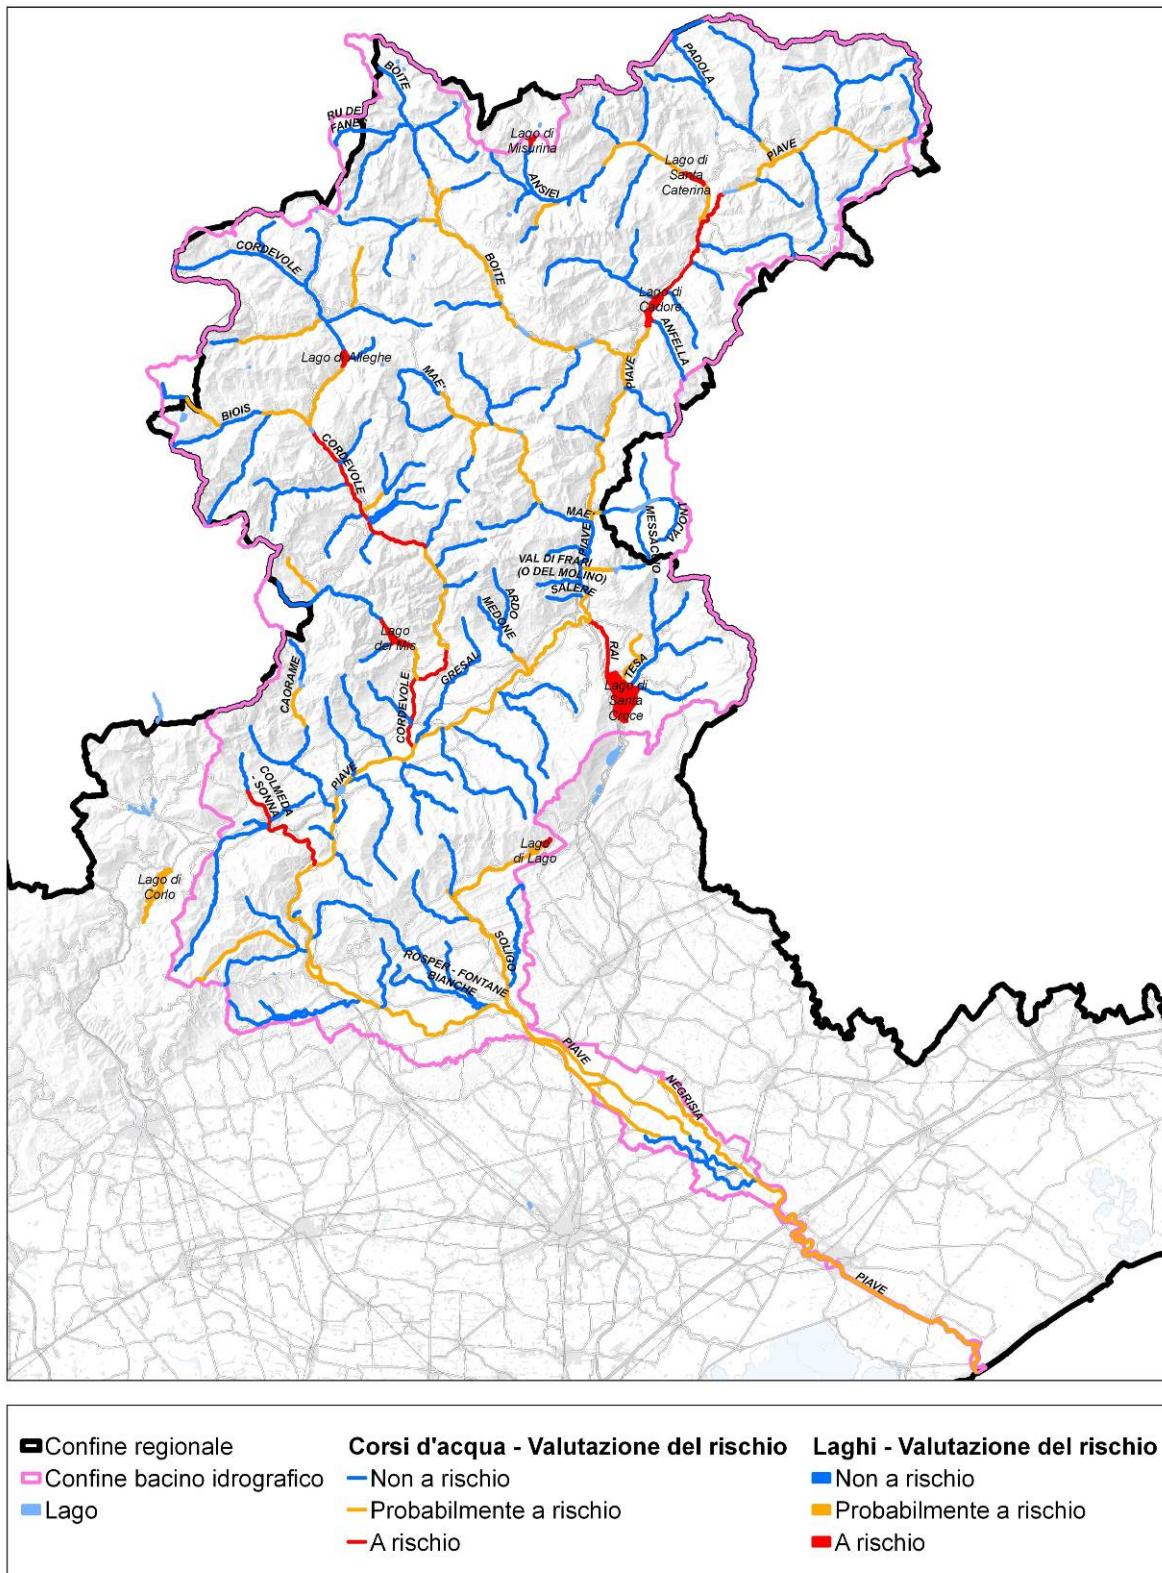 BOITE
PADOLA
RU DE
FANES
Lago di
Misurina
PIAVE
Lago di
Santa
Caterina
ANSIEI
CORDEVOLE
BOITE
Lago di
Cadore
ANFELLA
Lago di Alleghe
MAE'
PIAVE
BIOIS
CORDEVOLE
MAE'
PIAVE
MESSACCIO
VAJONT
VAL DI FRARI
(O DEL MOLINO)
SALERE
ARDO
MEDONE
Lago
del Mis
RAI
TESA
GRESAL
CAORAME
Lago di
Santa
Croce
CORDEVOLE
PIAVE
COLMEDA
- SONNA
Lago
di Lago
Lago di
Corlo
SOLIGO
ROSPER - FONTANE
BIANCHE
PIAVE
NEGRISIA
PIAVE
Confine regionale
Confine bacino idrografico
Lago
Corsi d'acqua - Valutazione del rischio
Non a rischio
Probabilmente a rischio
A rischio
Laghi - Valutazione del rischio
Non a rischio
Probabilmente a rischio
A rischio